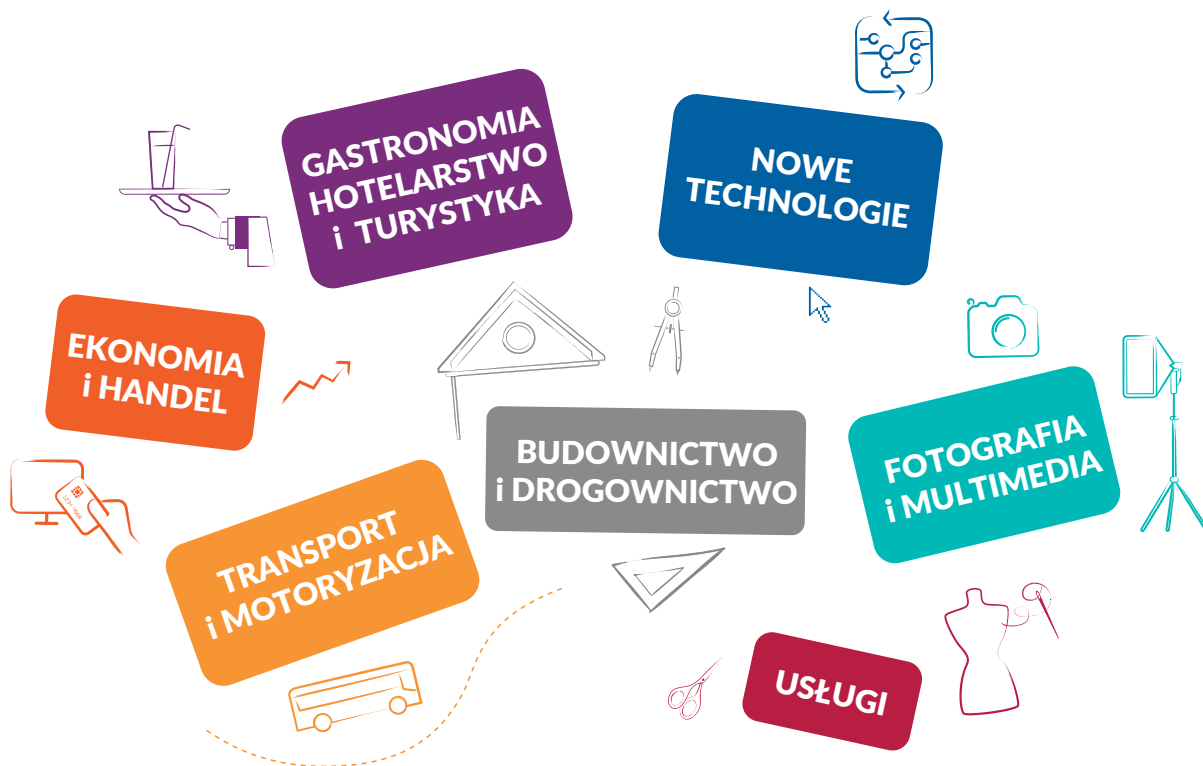 GASTRONOMIA
HOTELARSTWO
i TURYSTYKA
NOWE
TECHNOLOGIE
EKONOMIA
i HANDEL
BUDOWNICTWO
i DROGOWNICTWO
FOTOGRAFIA
i MULTIMEDIA
TRANSPORT
i MOTORYZACJA
USŁUGI